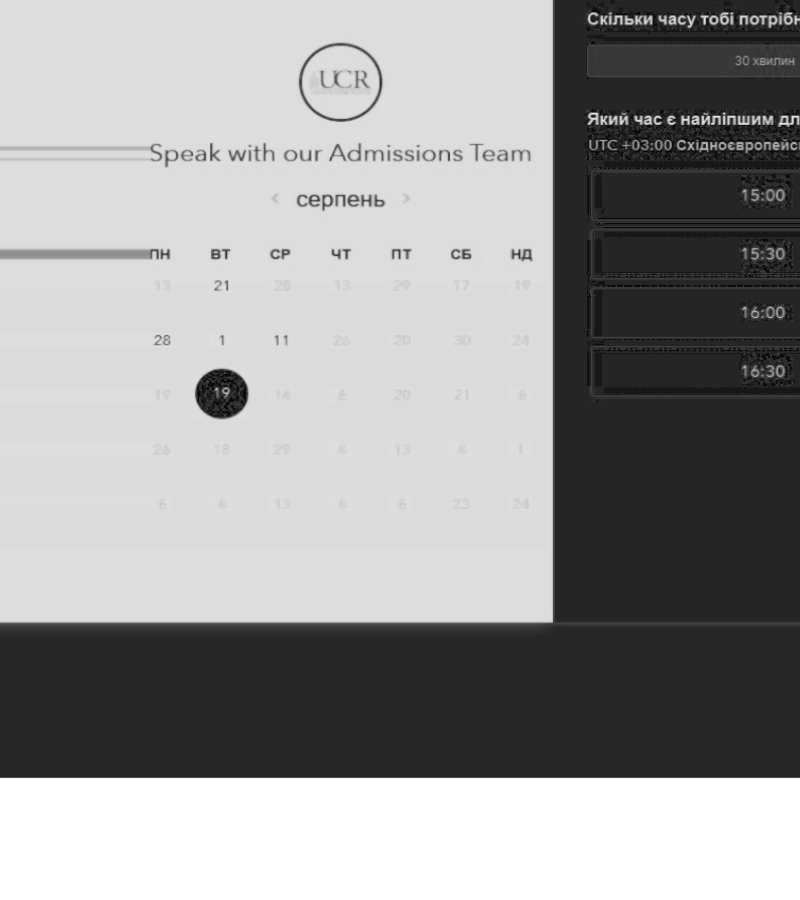 UCR
Speak with our Admissions Team
серпень
ПН ВТ СР ЧТ ПТ СБ НД
13 21 28 13 29 17 19
28 1 11 26 20 30 24
19 19 14 6 20 21 6
26 18 29 4 13 4 1
6 4 13 4 6 23 24
Скільки часу тобі
30 хвилин
Який час є найліпшим
UTC +03:00
15:00
15:30
16:00
16:30